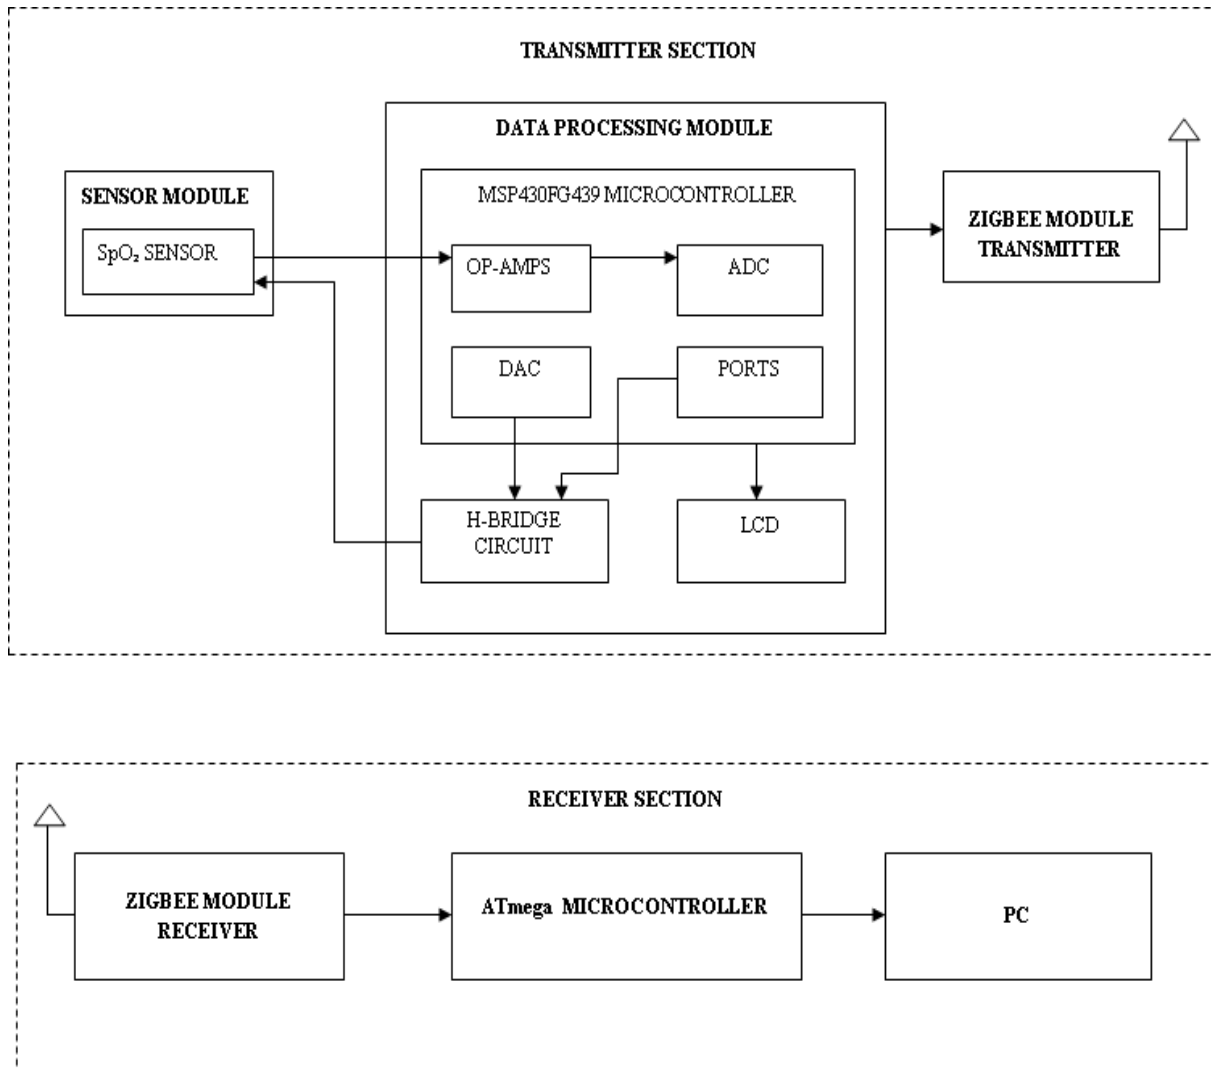 TRANSMITTER SECTION
DATA PROCESSING MODULE
SENSOR MODULE
SpO₂ SENSOR
MSP430FG439 MICROCONTROLLER
OP-AMPS
ADC
DAC
PORTS
H-BRIDGE
CIRCUIT
LCD
ZIGBEE MODULE
TRANSMITTER
RECEIVER SECTION
ZIGBEE MODULE
RECEIVER
ATmega MICROCONTROLLER
PC